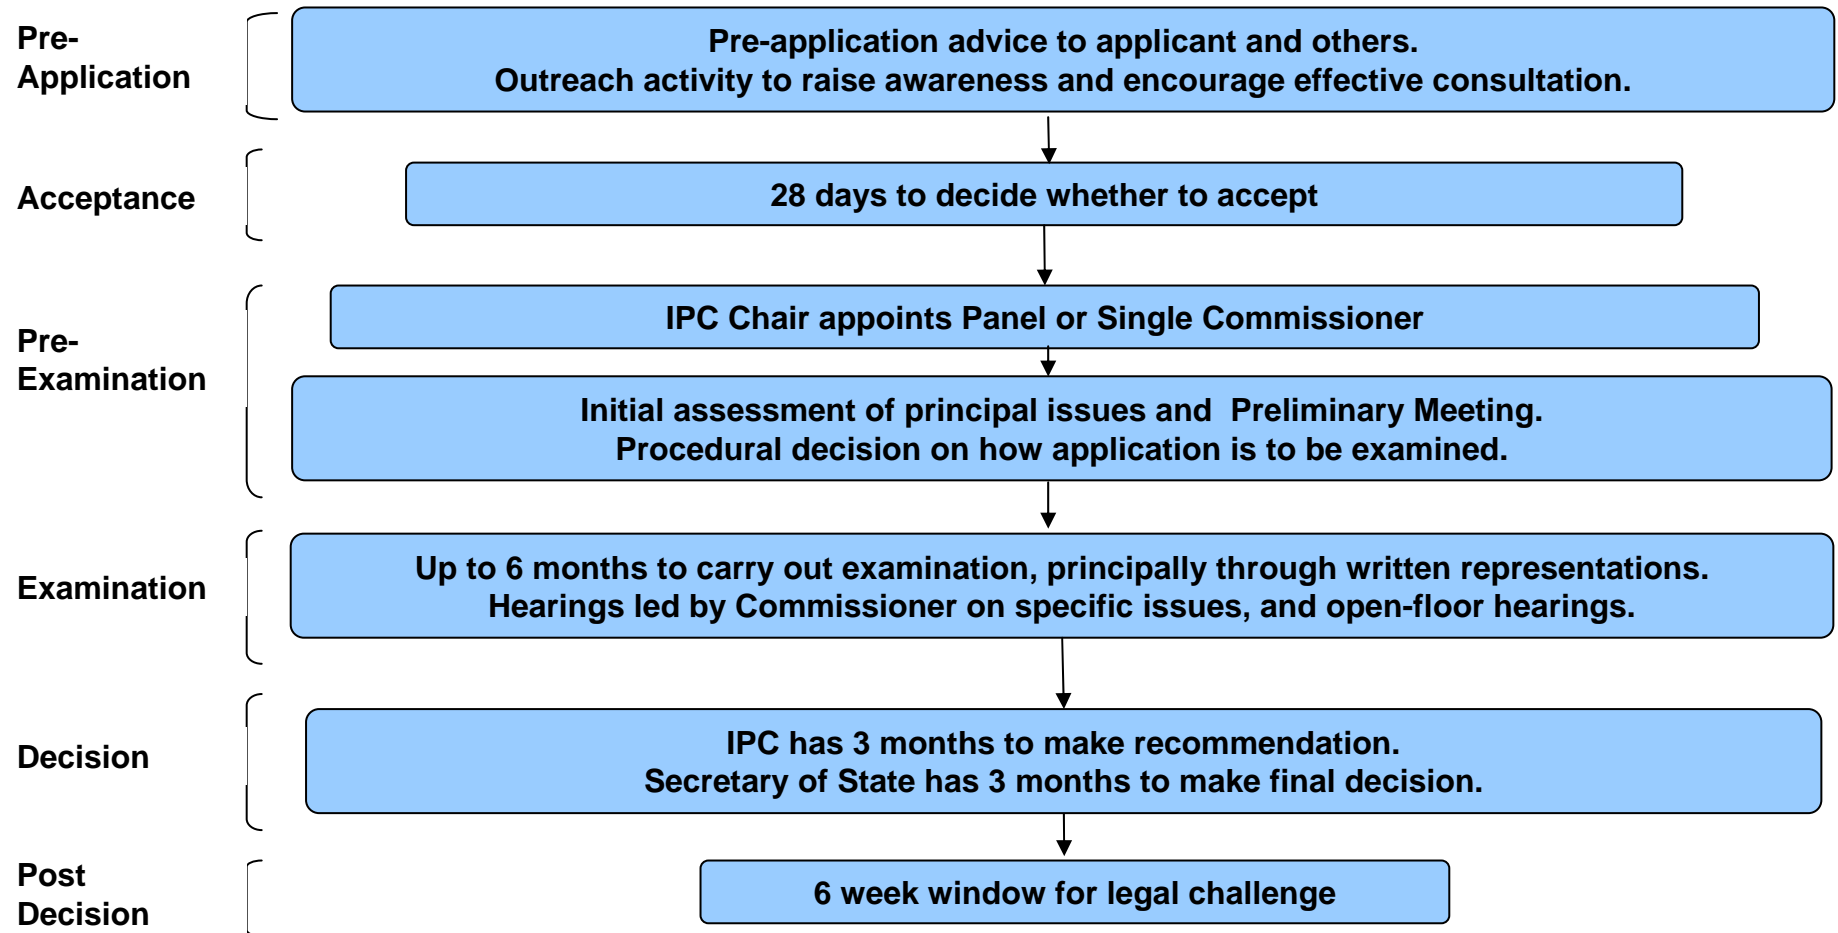 Pre-
Application
Pre-application advice to applicant and others.
Outreach activity to raise awareness and encourage effective consultation.
Acceptance
28 days to decide whether to accept
Pre-
Examination
IPC Chair appoints Panel or Single Commissioner
Initial assessment of principal issues and  Preliminary Meeting.
Procedural decision on how application is to be examined.
Examination
Up to 6 months to carry out examination, principally through written representations.
Hearings led by Commissioner on specific issues, and open-floor hearings.
Decision
IPC has 3 months to make recommendation.
Secretary of State has 3 months to make final decision.
Post
Decision
6 week window for legal challenge